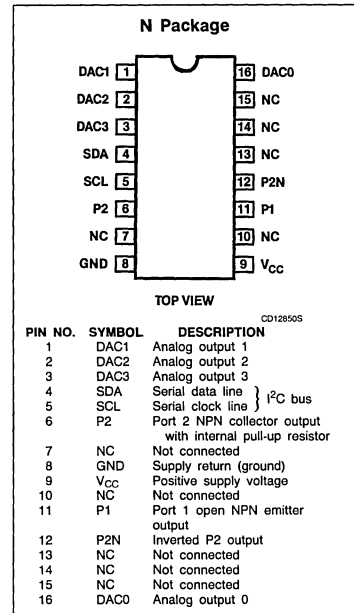 N Package
DAC1 1 16 DAC0
DAC2 2 15 NC
DAC3 3 14 NC
SDA 4 13 NC
SCL 5 12 P2N
P2 6 11 P1
NC 7 10 NC
GND 8 9 VCC
TOP VIEW
CD12850S
PIN NO. SYMBOL DESCRIPTION
1 DAC1 Analog output 1
2 DAC2 Analog output 2
3 DAC3 Analog output 3
4 SDA Serial data line
5 SCL Serial clock line } I²C bus
6 P2 Port 2 NPN collector output
with internal pull-up resistor
7 NC Not connected
8 GND Supply return (ground)
9 VCC Positive supply voltage
10 NC Not connected
11 P1 Port 1 open NPN emitter
output
12 P2N Inverted P2 output
13 NC Not connected
14 NC Not connected
15 NC Not connected
16 DAC0 Analog output 0